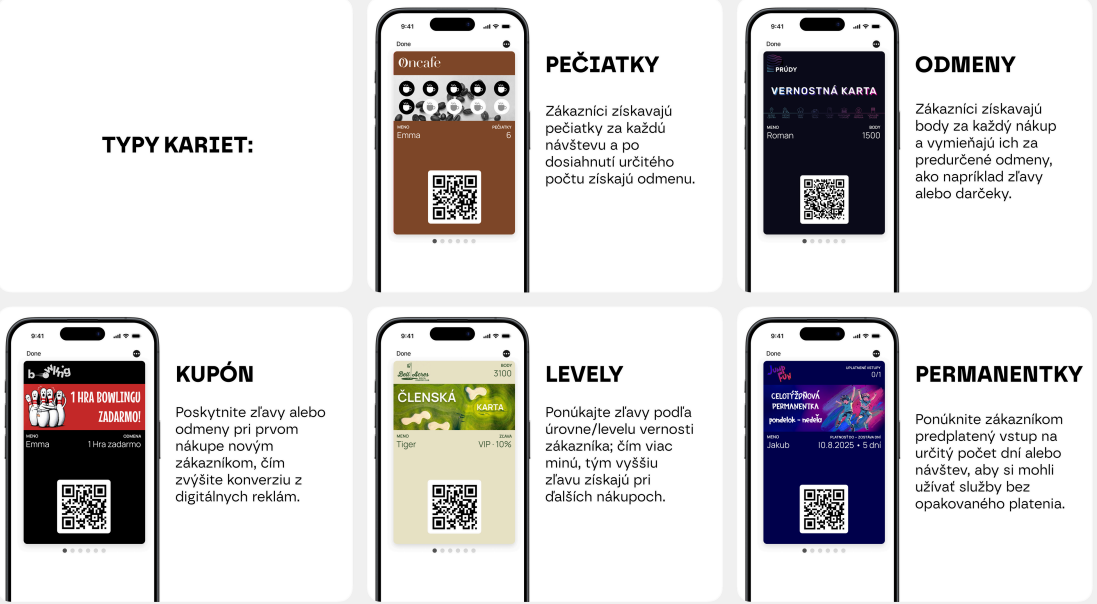 TYPY KARIET:
9:41
Done
Oncafe
MENO
PEČIATKY
Emma
6
PEČIATKY
Zákazníci získavajú
pečiatky za každú
návštevu a po
dosiahnutí určitého
počtu získajú odmenu.
9:41
Done
PRÚDY
VERNOSTNÁ KARTA
MENO
BODY
Roman
1500
ODMENY
Zákazníci získavajú
body za každý nákup
a vymieňajú ich za
predurčené odmeny,
ako napríklad zľavy
alebo darčeky.
9:41
Done
1 HRA BOWLINGU
ZADARMO!
MENO
ODMENA
Emma
1 Hra zadarmo
KUPÓN
Poskytnite zľavy alebo
odmeny pri prvom
nákupe novým
zákazníkom, čím
zvýšite konverziu z
digitálnych reklám.
9:41
Done
BODY
3100
ČLENSKÁ
KARTA
MENO
ZĽAVA
Tiger
VIP - 10%
LEVELY
Ponúkajte zľavy podľa
úrovne/levelu vernosti
zákazníka; čím viac
minú, tým vyššiu
zľavu získajú pri
ďalších nákupoch.
9:41
Done
UPLATNENÉ VSTUPY
0/1
CELOTÝŽDŇOVÁ
PERMANENTKA
pondelok - nedeľa
MENO
PLATNOSŤ DO - ZOSTÁVA DNÍ
Jakub
10.8.2025 • 5 dní
PERMANENTKY
Ponúknite zákazníkom
predplatený vstup na
určitý počet dní alebo
návštev, aby si mohli
užívať služby bez
opakovaného platenia.